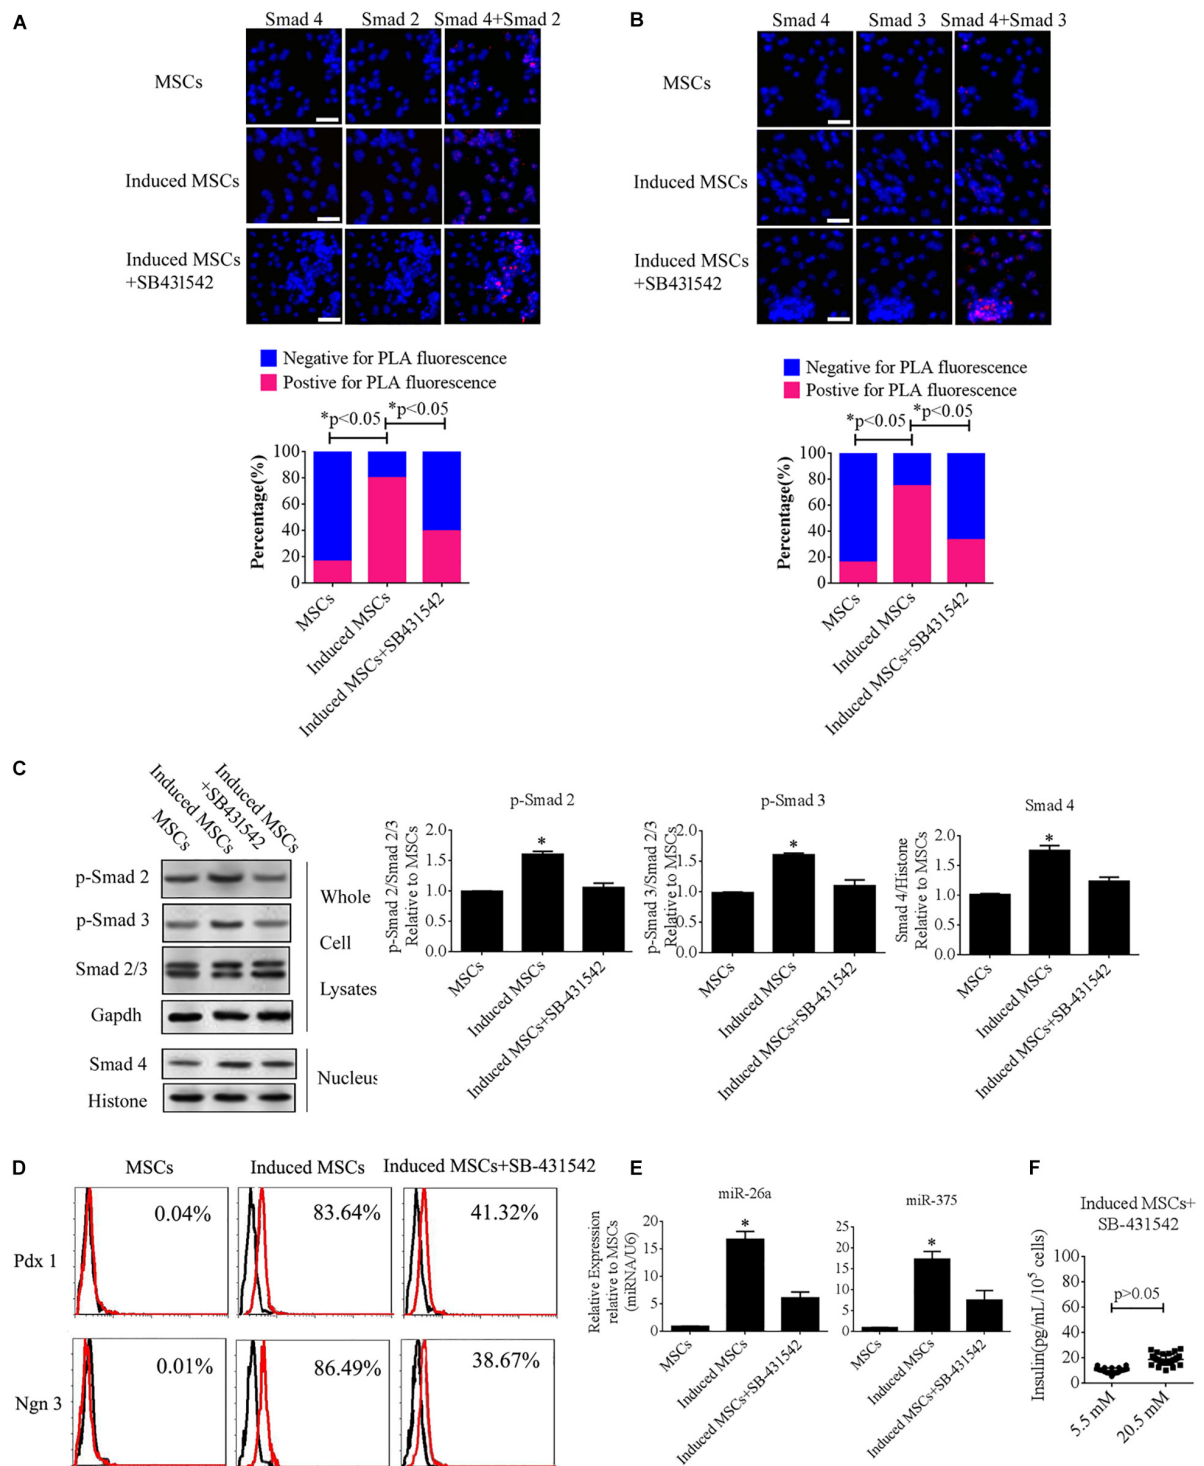 A
Smad 4 Smad 2 Smad 4+Smad 2
MSCs
Induced MSCs
Induced MSCs
+SB431542
Negative for PLA fluorescence
Postive for PLA fluorescence
*p<0.05
*p<0.05
Percentage(%)
100
80
60
40
20
0
MSCs
Induced MSCs
Induced MSCs+SB431542
B
Smad 4 Smad 3 Smad 4+Smad 3
MSCs
Induced MSCs
Induced MSCs
+SB431542
Negative for PLA fluorescence
Postive for PLA fluorescence
*p<0.05
*p<0.05
Percentage(%)
100
80
60
40
20
0
MSCs
Induced MSCs
Induced MSCs+SB431542
C
MSCs
Induced MSCs
Induced MSCs
+SB431542
p-Smad 2
p-Smad 3
Smad 2/3
Gapdh
Smad 4
Histone
Whole
Cell
Lysates
Nucleus
p-Smad 2
p-Smad 2/Smad 2/3
Relative to MSCs
2.0
1.5
1.0
0.5
0.0
*
MSCs
Induced MSCs
Induced MSCs+SB-431542
p-Smad 3
p-Smad 3/Smad 2/3
Relative to MSCs
2.0
1.5
1.0
0.5
0.0
*
MSCs
Induced MSCs
Induced MSCs+SB-431542
Smad 4
Smad 4/Histone
Relative to MSCs
2.0
1.5
1.0
0.5
0.0
*
MSCs
Induced MSCs
Induced MSCs+SB-431542
D
MSCs Induced MSCs Induced MSCs+SB-431542
Pdx 1
0.04%
83.64%
41.32%
Ngn 3
0.01%
86.49%
38.67%
E
miR-26a
Relative Expression
relative to MSCs
(miRNA/U6)
20
15
10
5
0
*
MSCs
Induced MSCs
Induced MSCs+SB-431542
miR-375
25
20
15
10
5
0
*
MSCs
Induced MSCs
Induced MSCs+SB-431542
F
Induced MSCs+
SB-431542
Insulin(pg/mL/10⁵ cells)
100
80
60
40
20
0
p>0.05
5.5 mM
20.5 mM